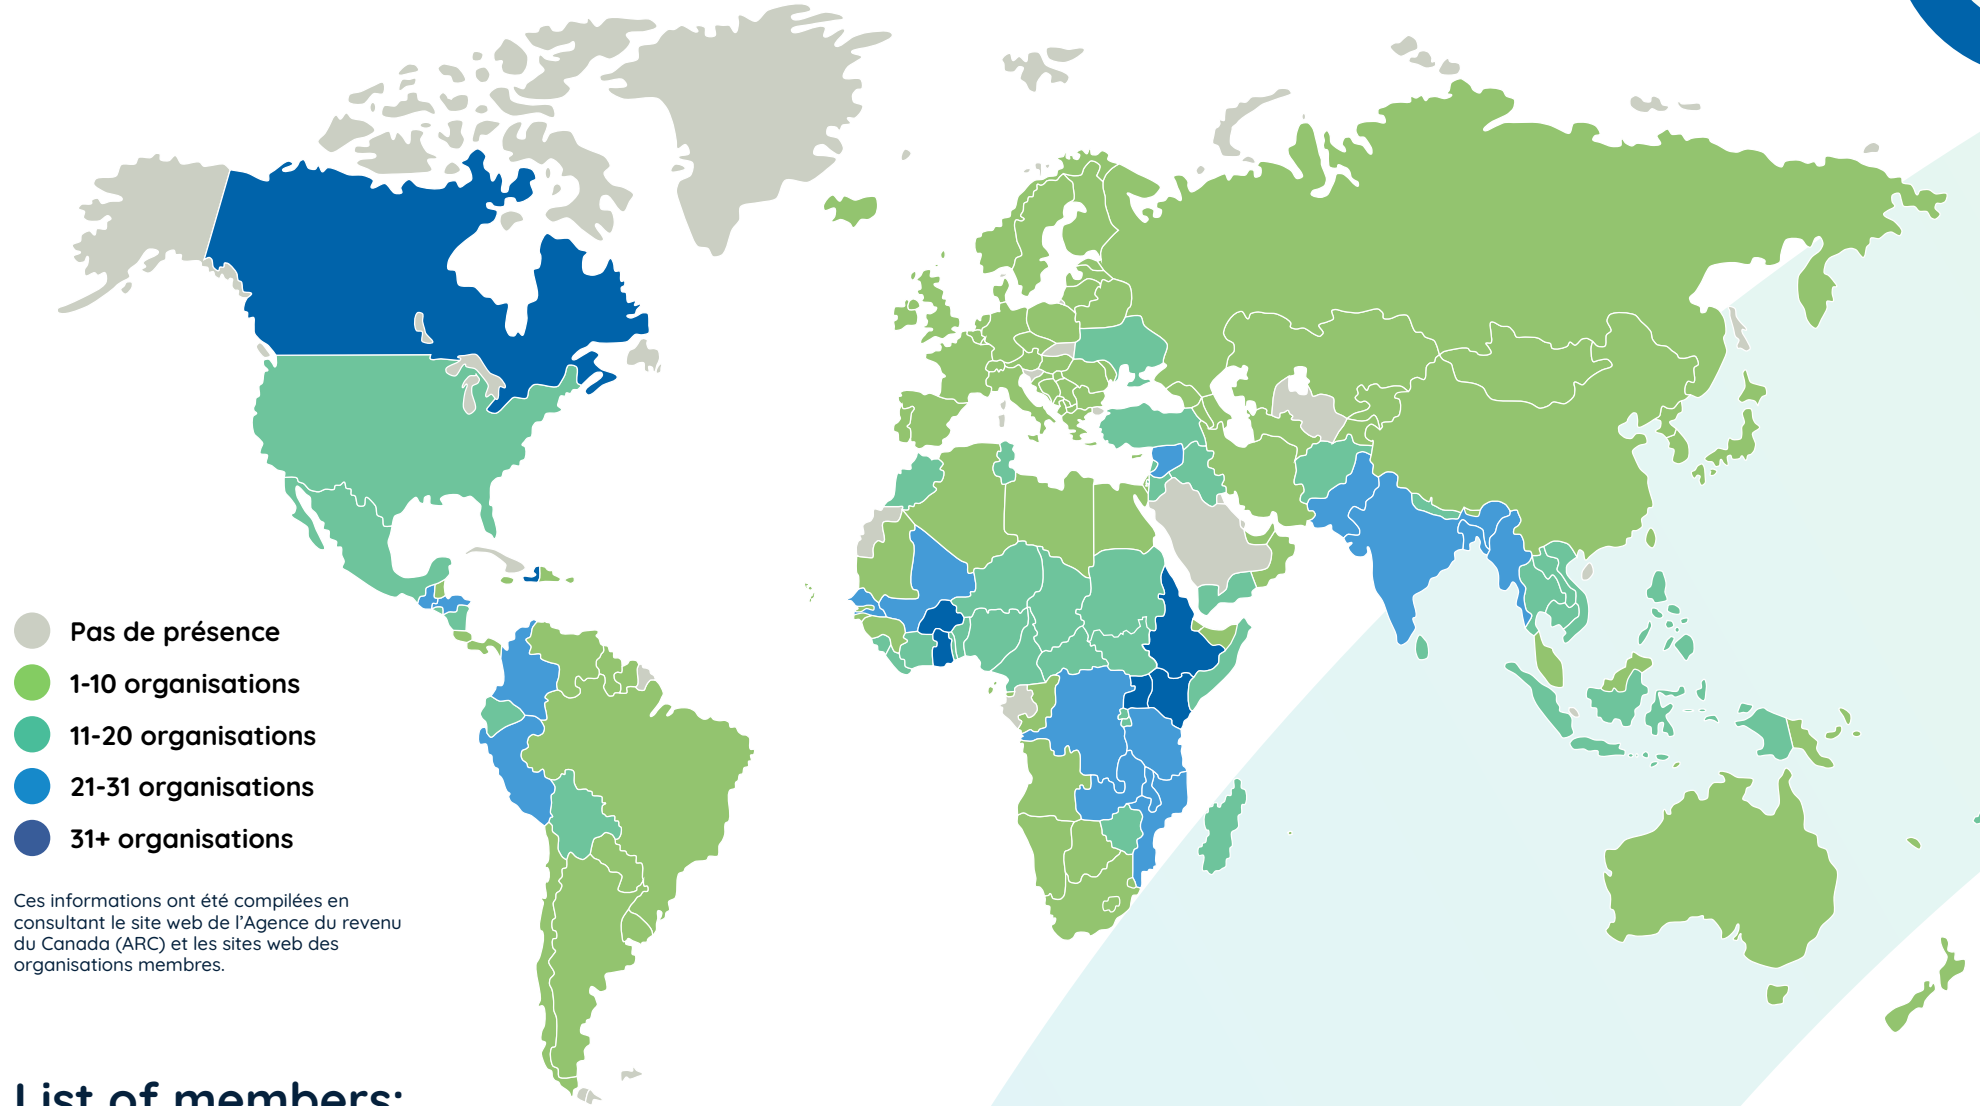 Pas de présence
1-10 organisations
11-20 organisations
21-31 organisations
31+ organisations
Ces informations ont été compilées en
consultant le site web de l'Agence du revenu
du Canada (ARC) et les sites web des
organisations membres.
List of members: